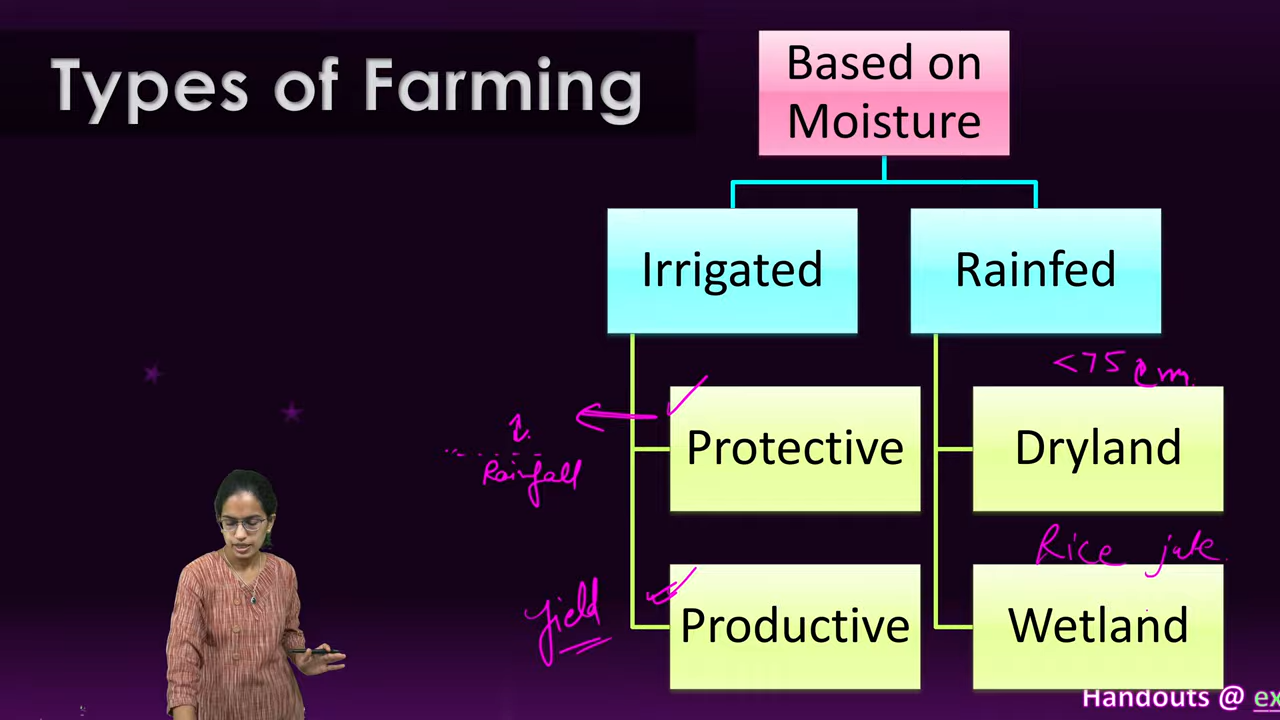 Types of Farming
Based on
Moisture
Irrigated
Rainfed
<75 cm.
Protective
Dryland
Rainfall
Rice jute.
yield
Productive
Wetland
Handouts @ ex